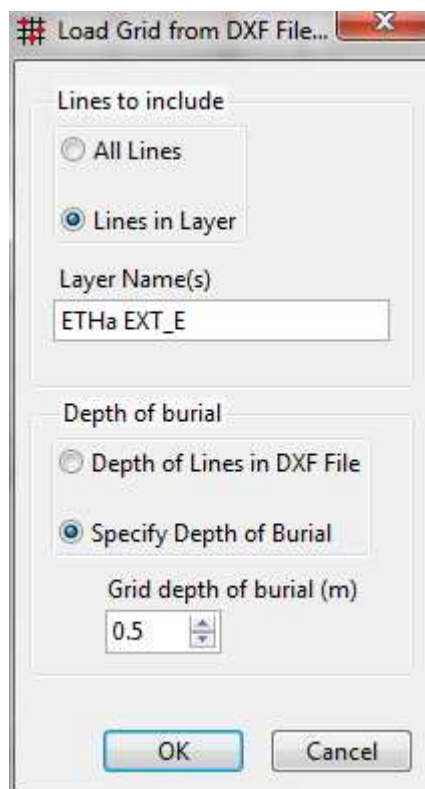 Load Grid from DXF File...
Lines to include
All Lines
Lines in Layer
Layer Name(s)
ETHa EXT_E
Depth of burial
Depth of Lines in DXF File
Specify Depth of Burial
Grid depth of burial (m)
0.5
OK
Cancel